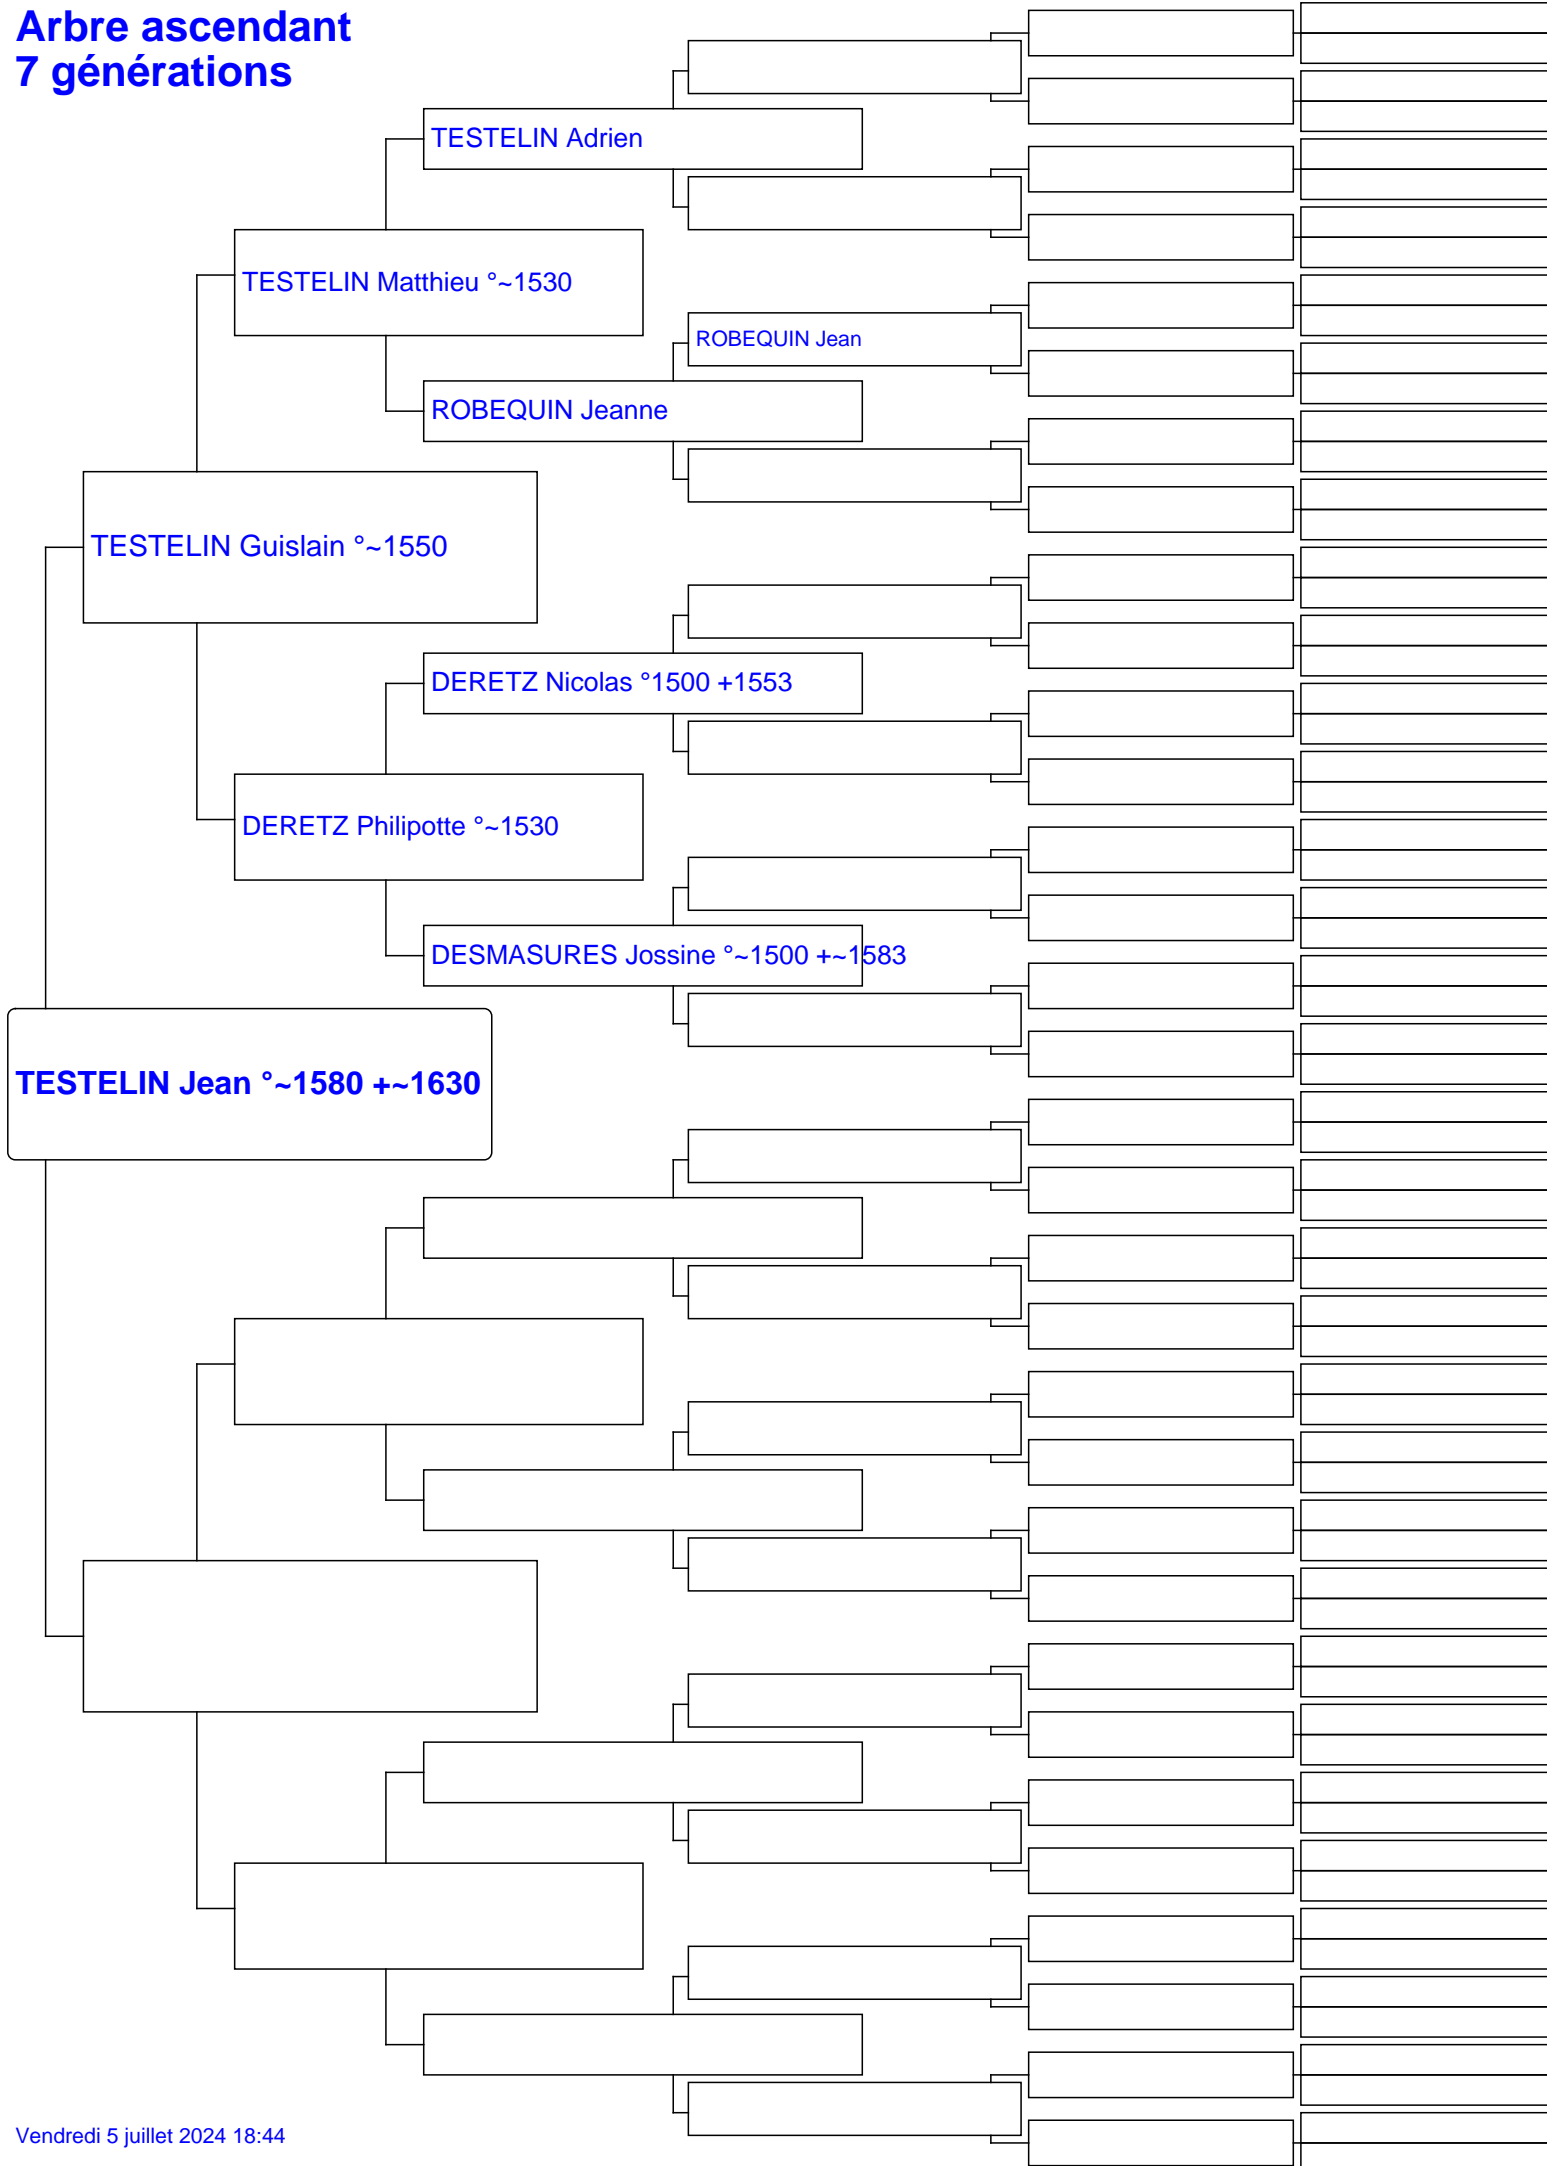 Arbre ascendant
7 générations
TESTELIN Adrien
TESTELIN Matthieu °~1530
ROBEQUIN Jean
ROBEQUIN Jeanne
TESTELIN Guislain °~1550
DERETZ Nicolas °1500 +1553
DERETZ Philipotte °~1530
DESMASURES Jossine °~1500 +~1583
TESTELIN Jean °~1580 +~1630
Vendredi 5 juillet 2024 18:44